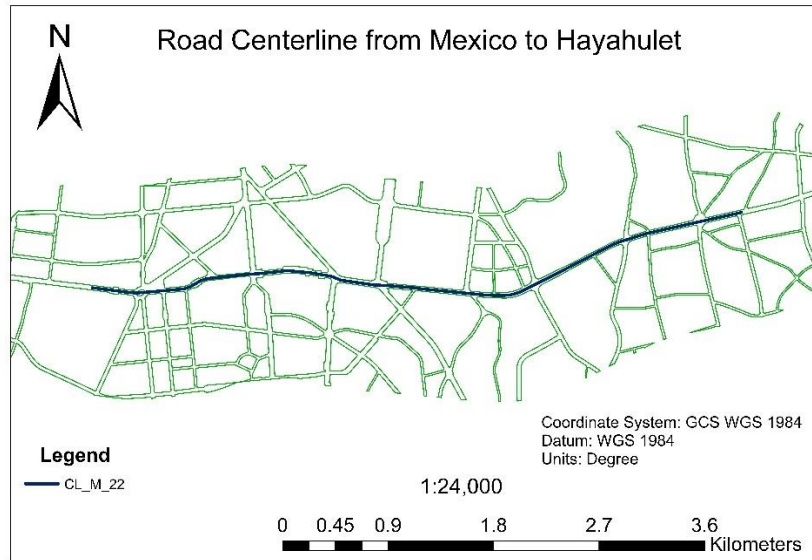 N
Road Centerline from Mexico to Hayahulet
Coordinate System: GCS WGS 1984
Datum: WGS 1984
Units: Degree
Legend
CL_M_22
1:24,000
0 0.45 0.9 1.8 2.7 3.6
Kilometers